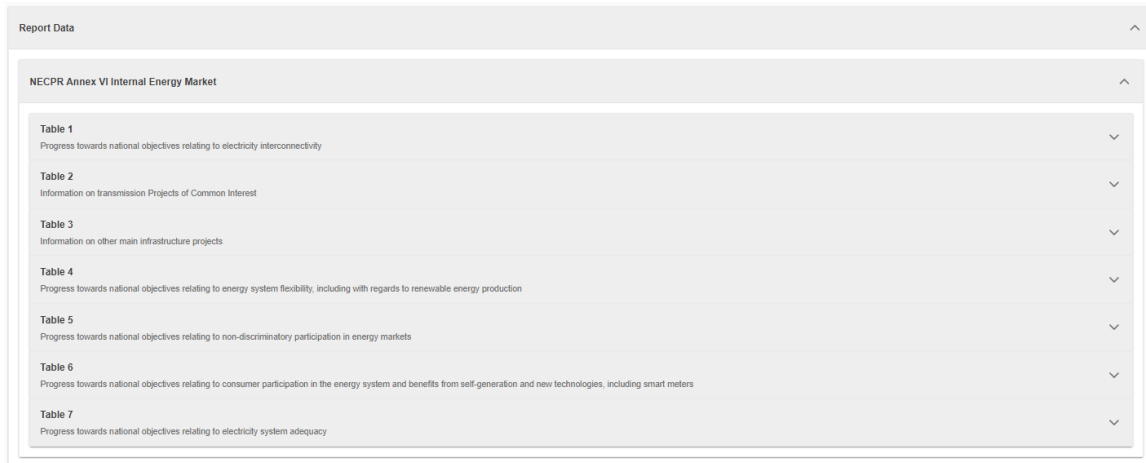 Report Data
NECPR Annex VI Internal Energy Market
Table 1
Progress towards national objectives relating to electricity interconnectivity
Table 2
Information on transmission Projects of Common Interest
Table 3
Information on other main infrastructure projects
Table 4
Progress towards national objectives relating to energy system flexibility, including with regards to renewable energy production
Table 5
Progress towards national objectives relating to non-discriminatory participation in energy markets
Table 6
Progress towards national objectives relating to consumer participation in the energy system and benefits from self-generation and new technologies, including smart meters
Table 7
Progress towards national objectives relating to electricity system adequacy